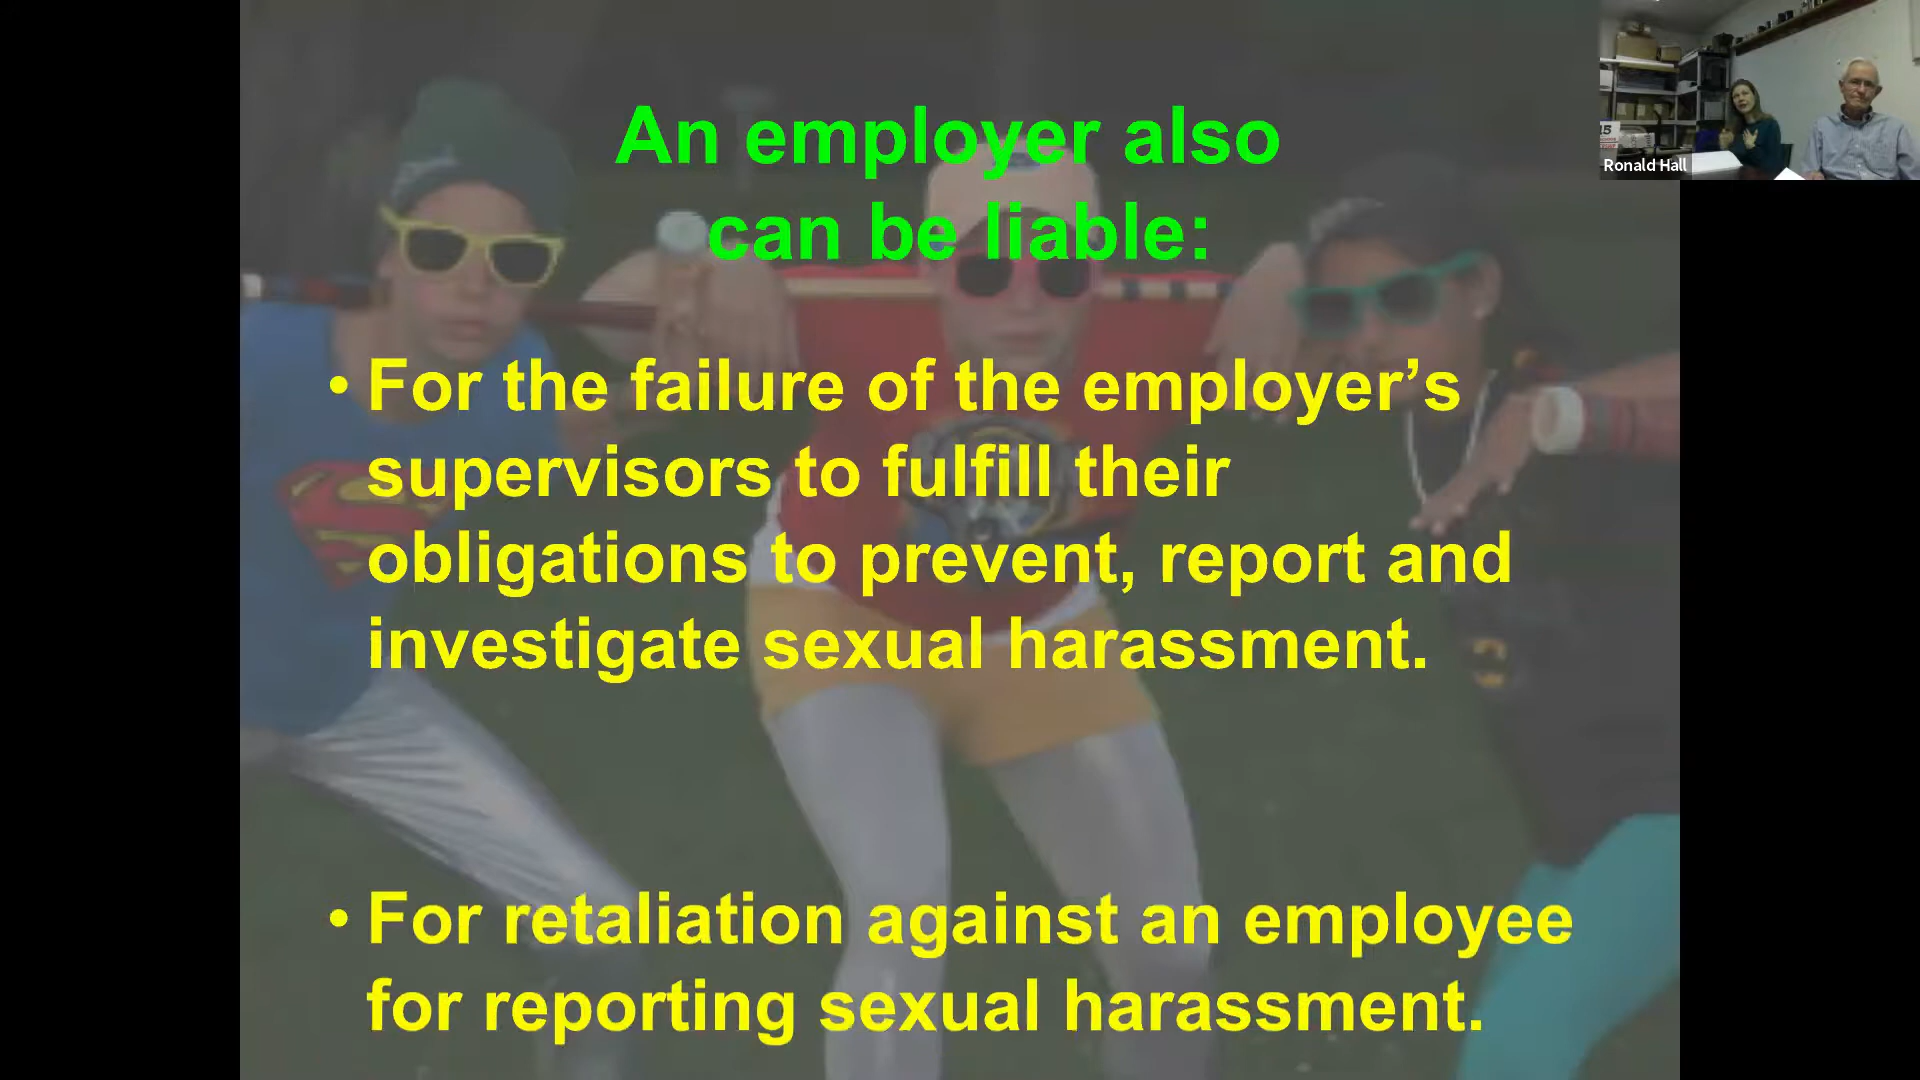 An employer also
can be liable:
• For the failure of the employer’s
supervisors to fulfill their
obligations to prevent, report and
investigate sexual harassment.
• For retaliation against an employee
for reporting sexual harassment.
15
Ronald Hall